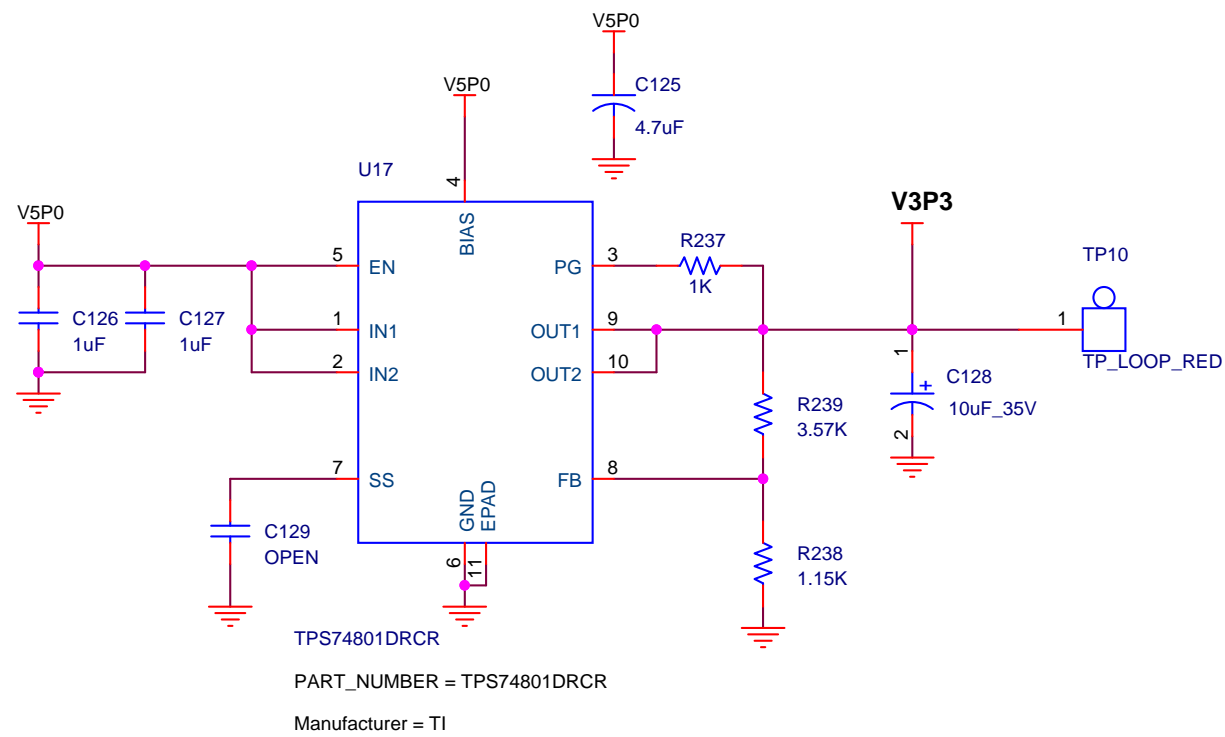 V5P0
C125
4.7uF
V5P0
U17
4
BIAS
V3P3
V5P0
R237
1K
TP10
5
EN
PG
3
C126
1uF
C127
1uF
1
IN1
OUT1
9
1
TP_LOOP_RED
2
IN2
OUT2
10
1
C128
10uF_35V
2
R239
3.57K
7
SS
FB
8
GND
EPAD
C129
OPEN
6
11
R238
1.15K
TPS74801DRCR
PART_NUMBER = TPS74801DRCR
Manufacturer = TI